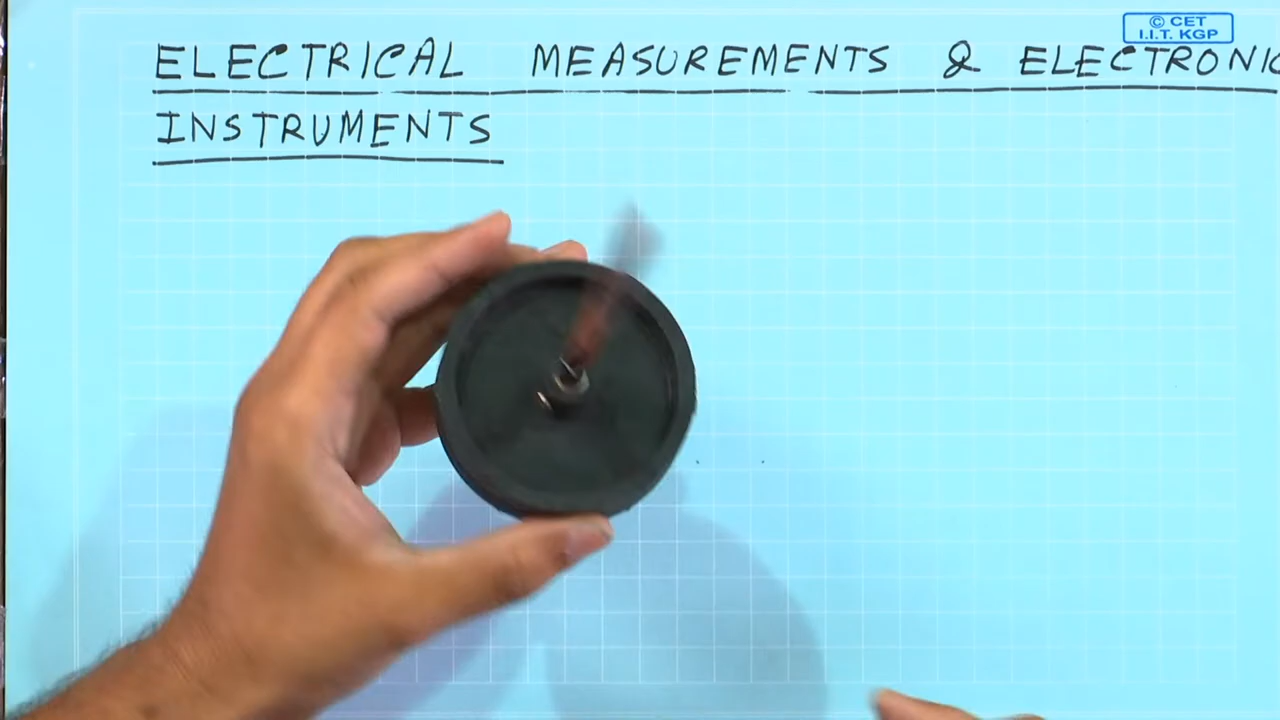 © CET
I.I.T. KGP
ELECTRICAL MEASUREMENTS & ELECTRONIC
INSTRUMENTS